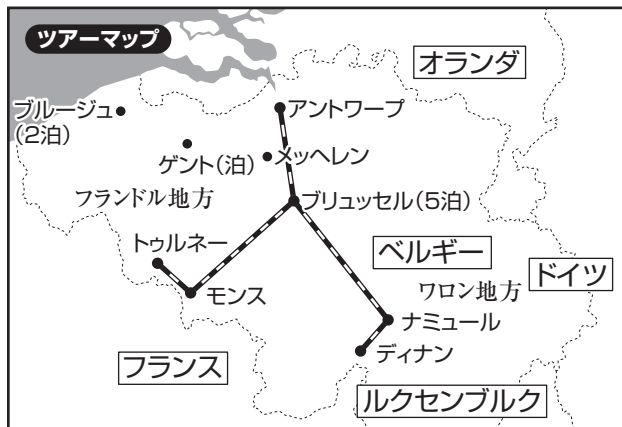 ツアーマップ
オランダ
ブルージュ
(2泊)
アントワープ
ゲント(泊)
メッヘレン
フランドル地方
ブリュッセル(5泊)
トゥルネー
ベルギー
ドイツ
モンス
ワロン地方
ナミュール
フランス
ディナン
ルクセンブルク